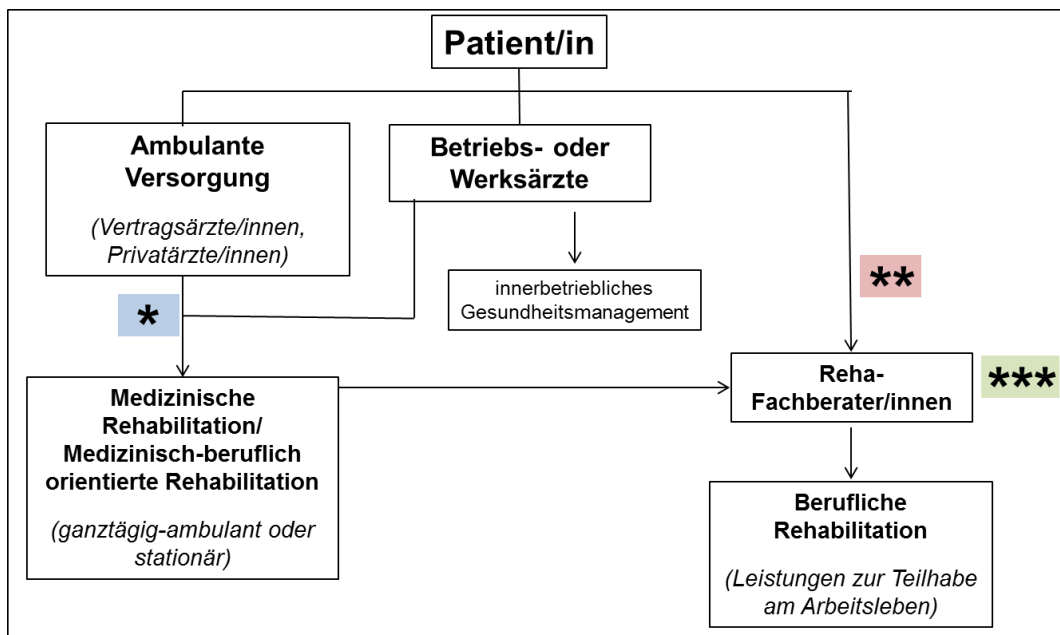 Patient/in
Ambulante
Versorgung
(Vertragsärzte/innen,
Privatärzte/innen)
Betriebs- oder
Werksärzte
innerbetriebliches
Gesundheitsmanagement
*
**
Medizinische
Rehabilitation/
Medizinisch-beruflich
orientierte Rehabilitation
(ganztägig-ambulant oder
stationär)
Reha-
Fachberater/innen
***
Berufliche
Rehabilitation
(Leistungen zur Teilhabe
am Arbeitsleben)